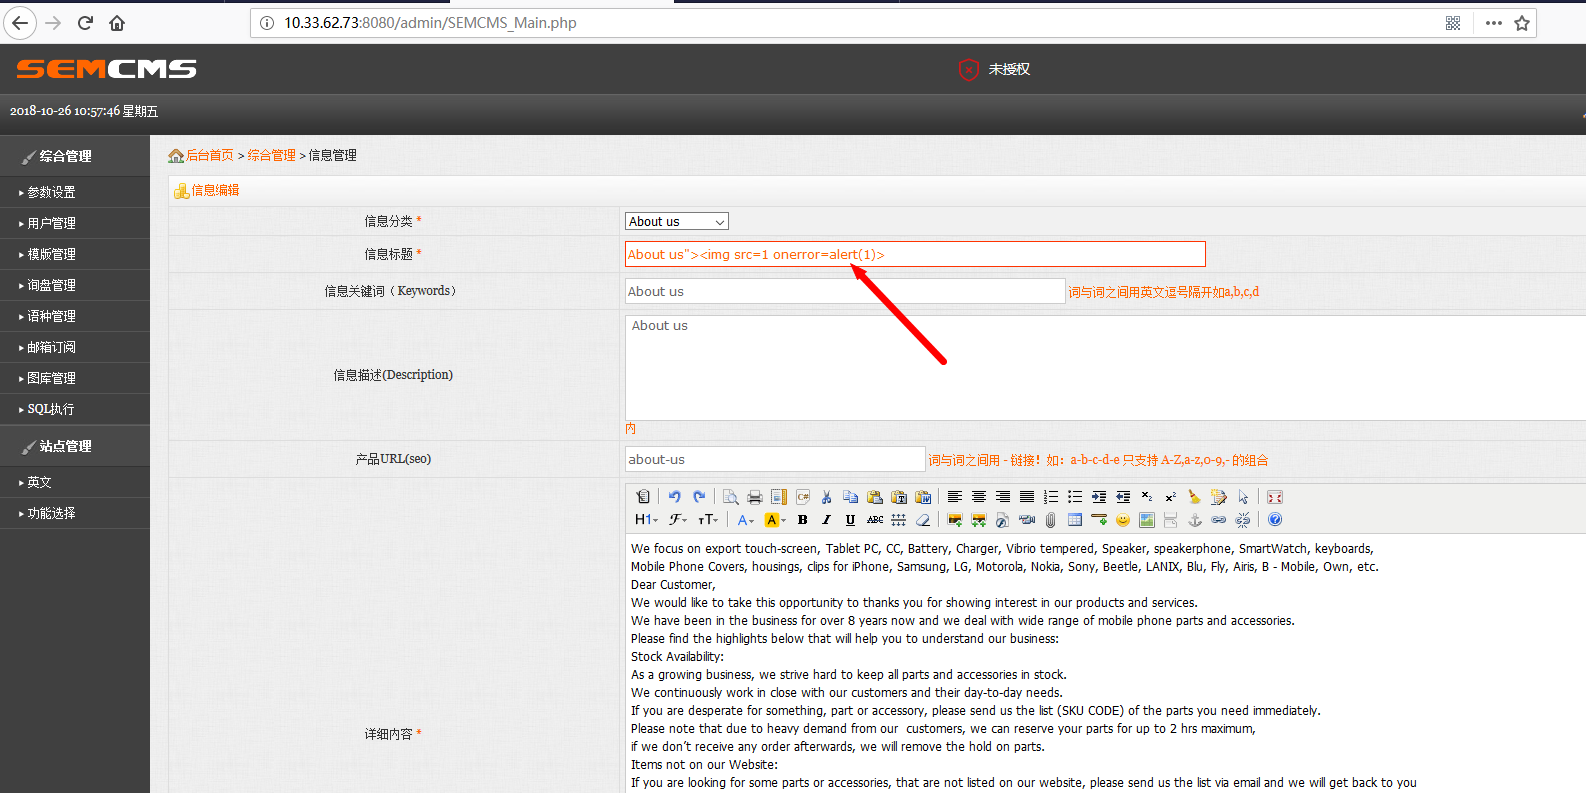 10.33.62.73:8080/admin/SEMCMS_Main.php
SEMCMS
未授权
2018-10-26 10:57:46 星期五
综合管理
参数设置
用户管理
模版管理
询盘管理
语种管理
邮箱订阅
图库管理
SQL执行
站点管理
英文
功能选择
后台首页 > 综合管理 > 信息管理
信息编辑
信息分类 * About us
信息标题 * About us"><img src=1 onerror=alert(1)>
信息关键词（ Keywords） About us 词与词之间用英文逗号隔开如a,b,c,d
信息描述(Description) About us
内
产品URL(seo) about-us 词与词之间用 - 链接！如：a-b-c-d-e 只支持 A-Z,a-z,0-9,- 的组合
H1 F тT A A B I U ABC
详细内容 *
We focus on export touch-screen, Tablet PC, CC, Battery, Charger, Vibrio tempered, Speaker, speakerphone, SmartWatch, keyboards,
Mobile Phone Covers, housings, clips for iPhone, Samsung, LG, Motorola, Nokia, Sony, Beetle, LANIX, Blu, Fly, Airis, B - Mobile, Own, etc.
Dear Customer,
We would like to take this opportunity to thanks you for showing interest in our products and services.
We have been in the business for over 8 years now and we deal with wide range of mobile phone parts and accessories.
Please find the highlights below that will help you to understand our business:
Stock Availability:
As a growing business, we strive hard to keep all parts and accessories in stock.
We continuously work in close with our customers and their day-to-day needs.
If you are desperate for something, part or accessory, please send us the list (SKU CODE) of the parts you need immediately.
Please note that due to heavy demand from our  customers, we can reserve your parts for up to 2 hrs maximum,
if we don't receive any order afterwards, we will remove the hold on parts.
Items not on our Website:
If you are looking for some parts or accessories, that are not listed on our website, please send us the list via email and we will get back to you